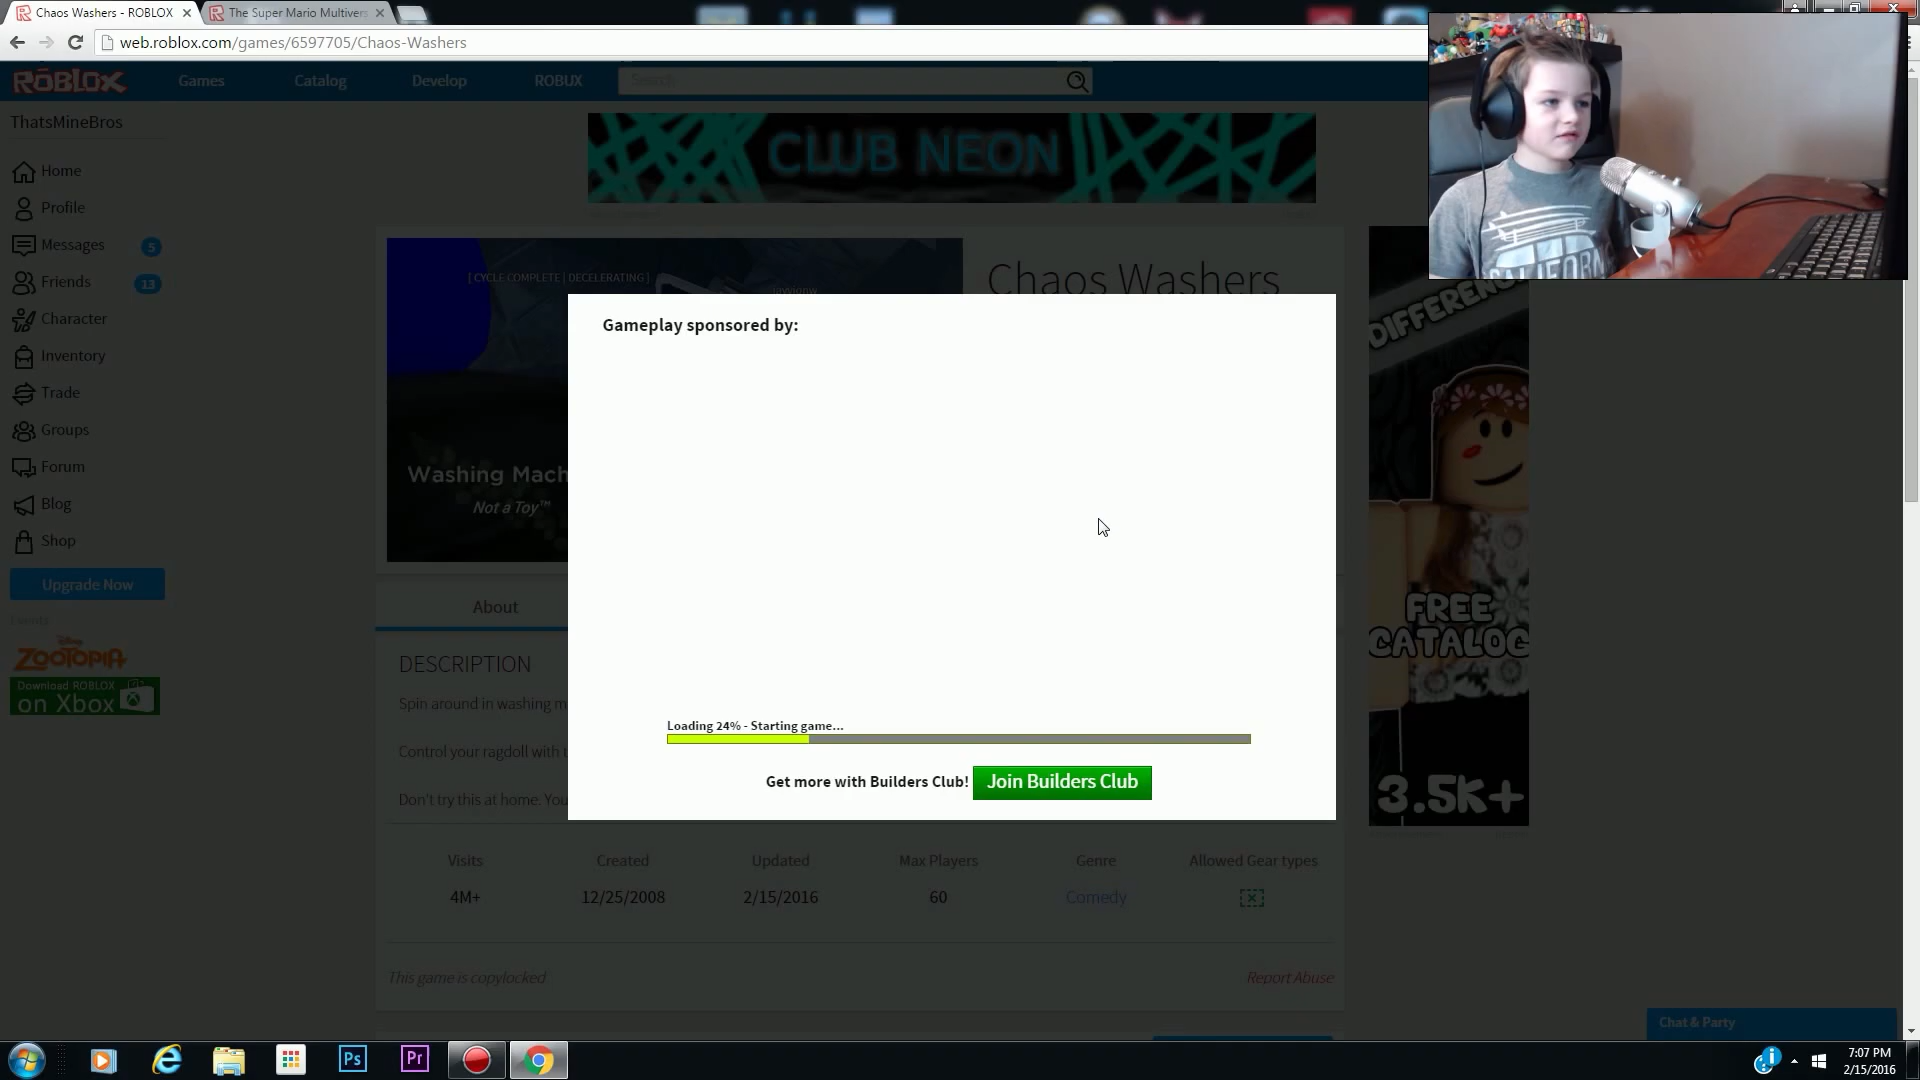 Chaos Washers - ROBLOX
The Super Mario Multivers
web.roblox.com/games/6597705/Chaos-Washers
ROBLOX
Games
Catalog
Develop
ROBUX
Search
ThatsMineBros
Home
Profile
Messages 5
Friends 13
Character
Inventory
Trade
Groups
Forum
Blog
Shop
Upgrade Now
Events
Disney
ZOOTOPIA
Download ROBLOX
on Xbox
CLUB NEON
[ CYCLE COMPLETE | DECELERATING ]
Chaos Washers
Washing Mach
Not a Toy™
Gameplay sponsored by:
Loading 24% - Starting game...
Get more with Builders Club! Join Builders Club
About
DESCRIPTION
Spin around in washing m
Control your ragdoll with
Don't try this at home. You
Visits
Created
Updated
Max Players
Genre
Allowed Gear types
4M+
12/25/2008
2/15/2016
60
Comedy
This game is copylocked
Report Abuse
DIFFERENC
FREE
CATALOG
3.5K+
Chat & Party
Ps
Pr
7:07 PM
2/15/2016